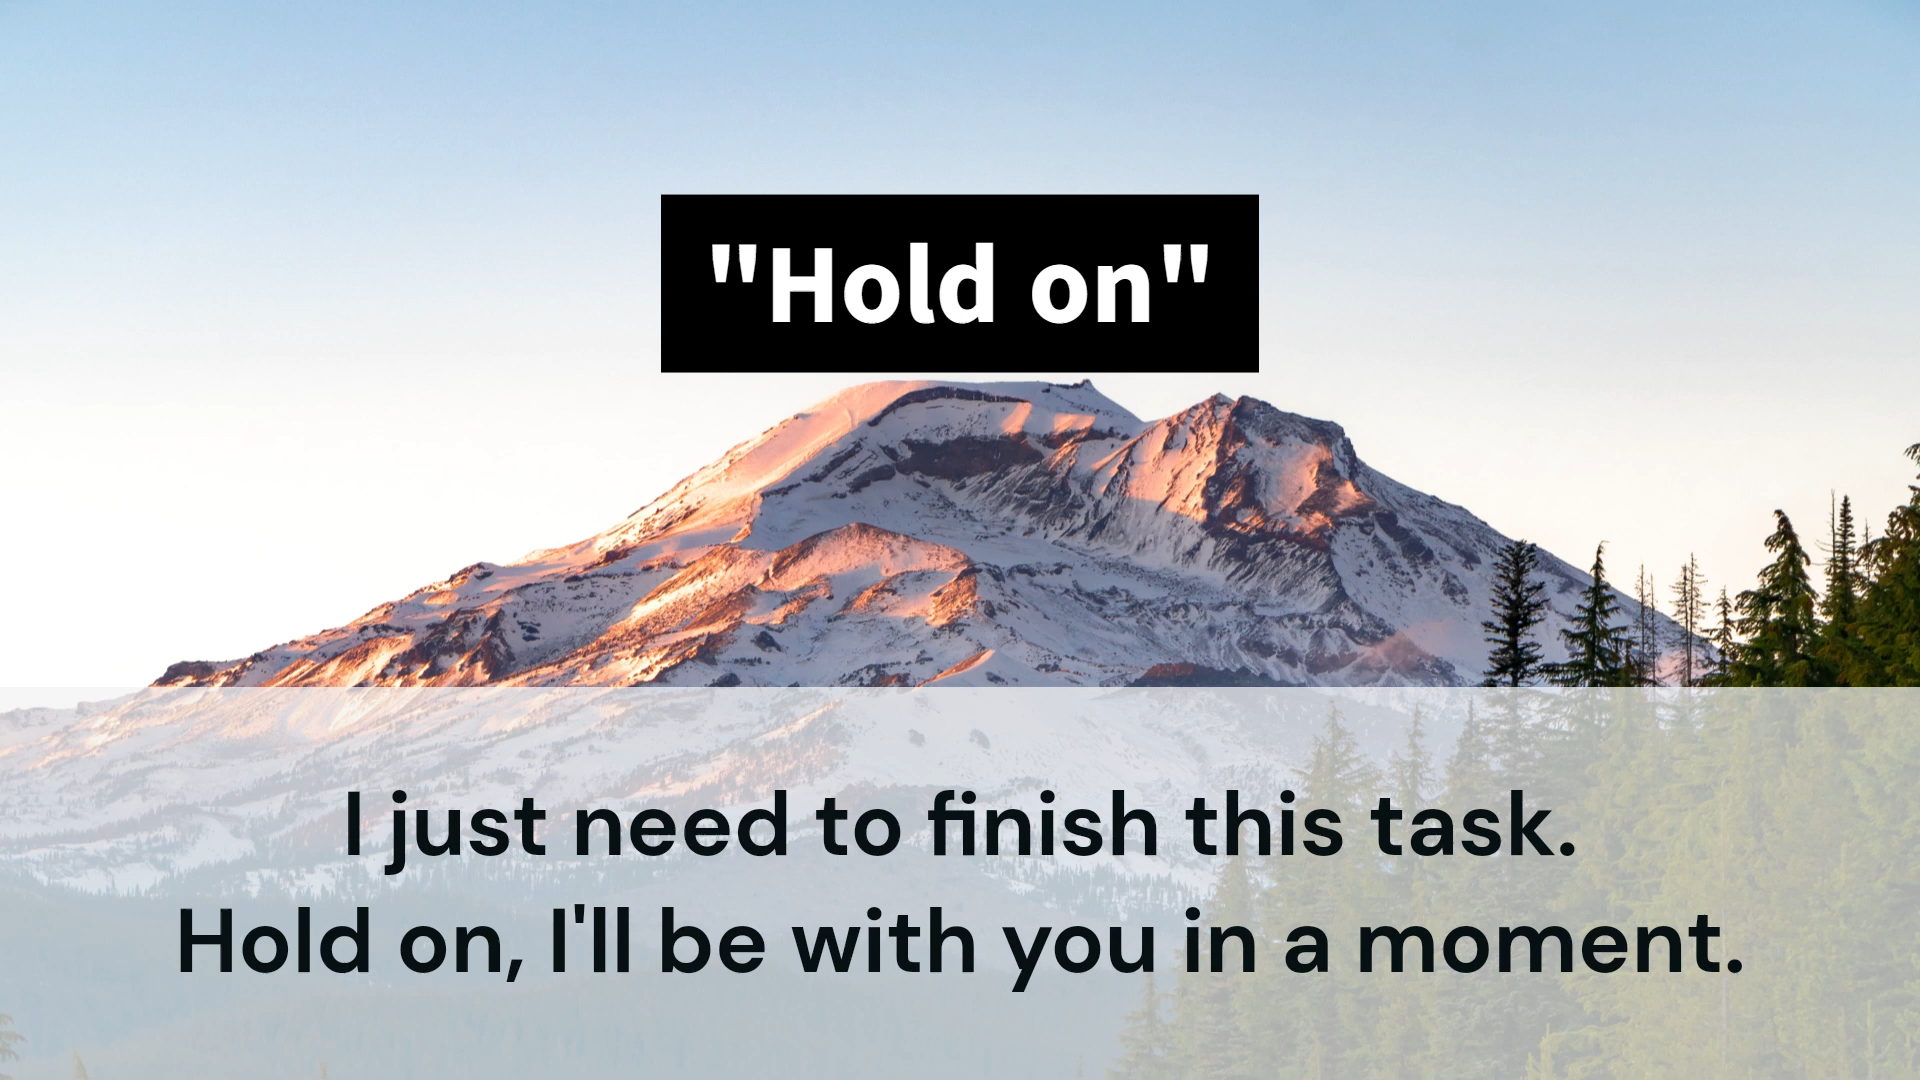 "Hold on"
I just need to finish this task.
Hold on, I'll be with you in a moment.